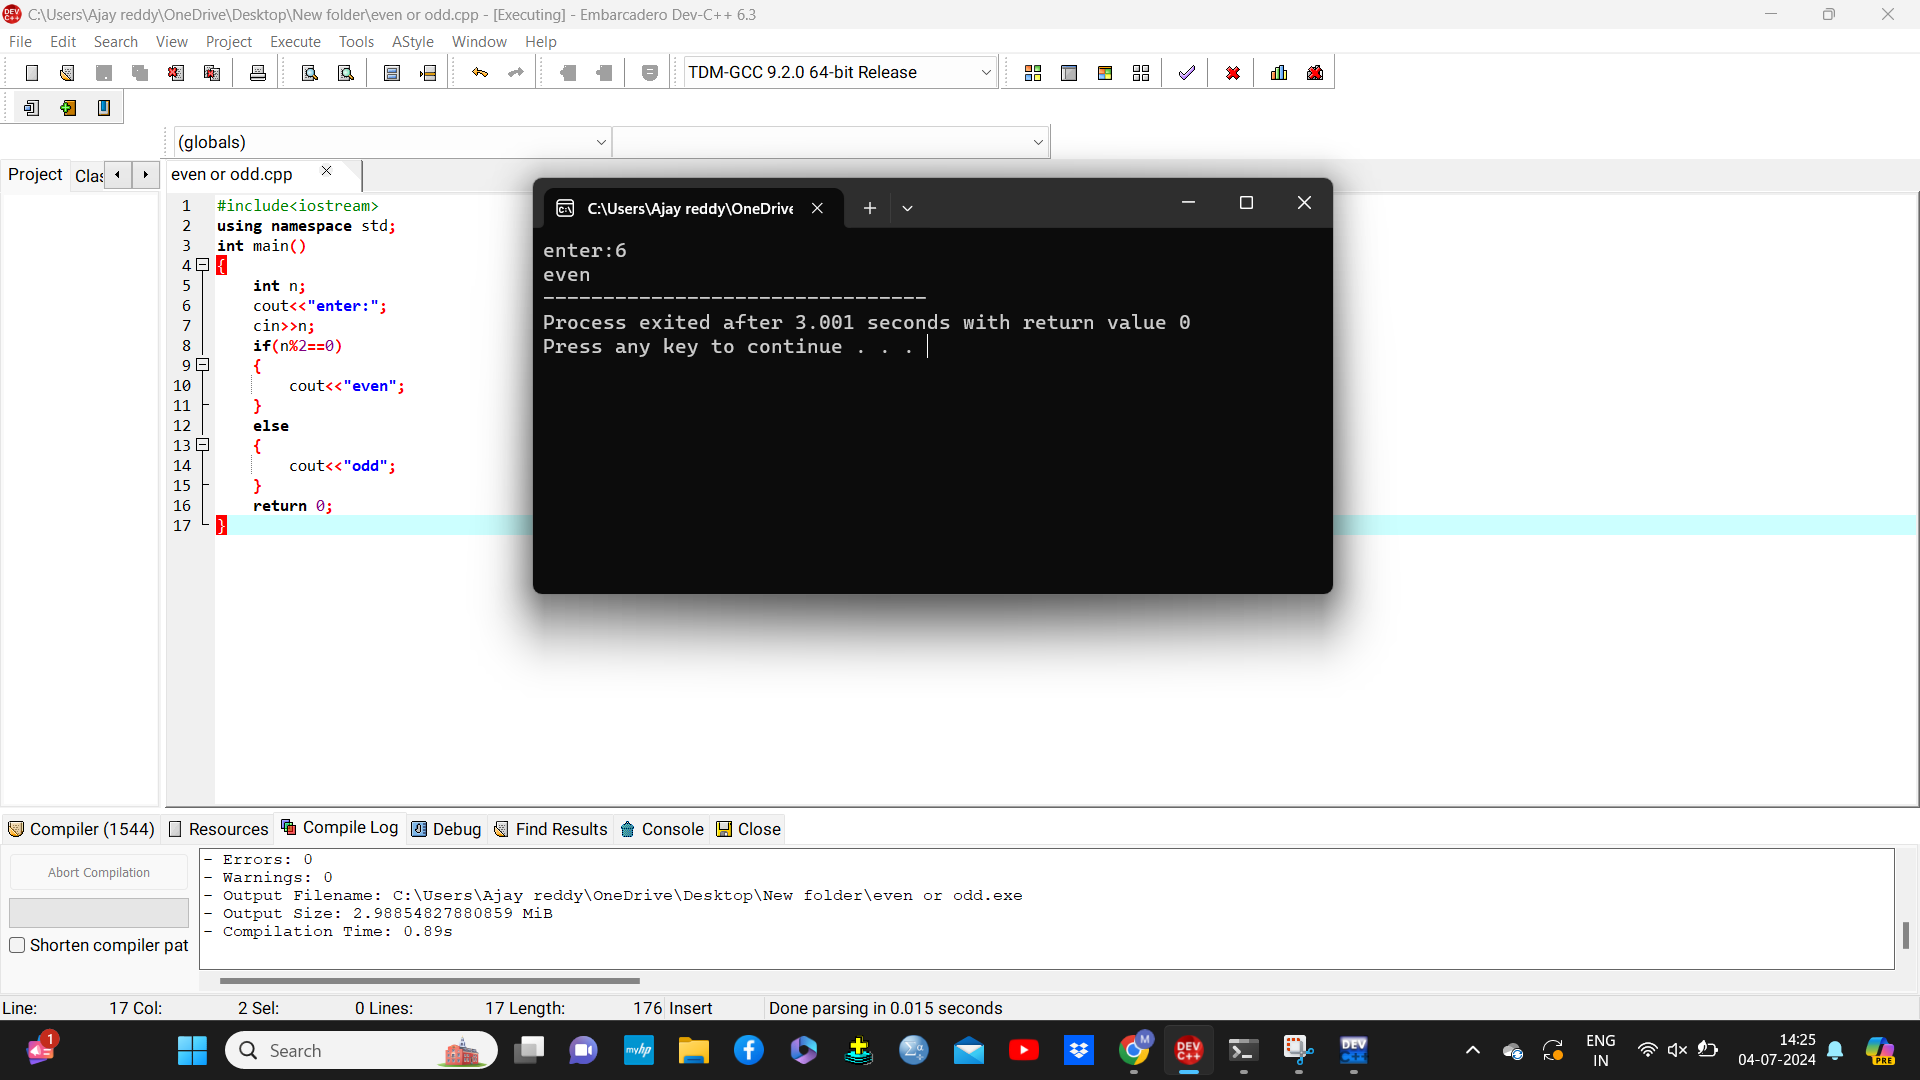 C:\Users\Ajay reddy\OneDrive\Desktop\New folder\even or odd.cpp - [Executing] - Embarcadero Dev-C++ 6.3
File Edit Search View Project Execute Tools AStyle Window Help
TDM-GCC 9.2.0 64-bit Release
(globals)
Project Clas
even or odd.cpp
1 #include<iostream>
2 using namespace std;
3 int main()
4 {
5 int n;
6 cout<<"enter:";
7 cin>>n;
8 if(n%2==0)
9 {
10 cout<<"even";
11 }
12 else
13 {
14 cout<<"odd";
15 }
16 return 0;
17 }
C:\Users\Ajay reddy\OneDrive
enter:6
even
--------------------------------
Process exited after 3.001 seconds with return value 0
Press any key to continue . . .
Compiler (1544) Resources Compile Log Debug Find Results Console Close
Abort Compilation
Shorten compiler pat
- Errors: 0
- Warnings: 0
- Output Filename: C:\Users\Ajay reddy\OneDrive\Desktop\New folder\even or odd.exe
- Output Size: 2.98854827880859 MiB
- Compilation Time: 0.89s
Line: 17 Col: 2 Sel: 0 Lines: 17 Length: 176 Insert Done parsing in 0.015 seconds
1
Search
myhp
M
DEV C++
DEV C++
ENG
IN
14:25
04-07-2024
PRE